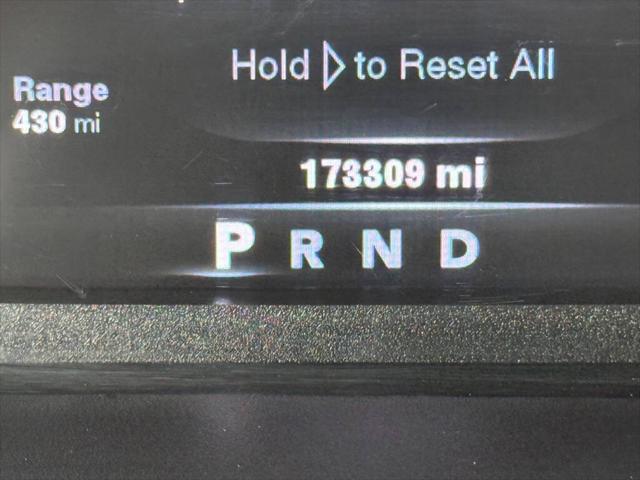 Hold ▷ to Reset All
Range
430 mi
173309 mi
P R N D